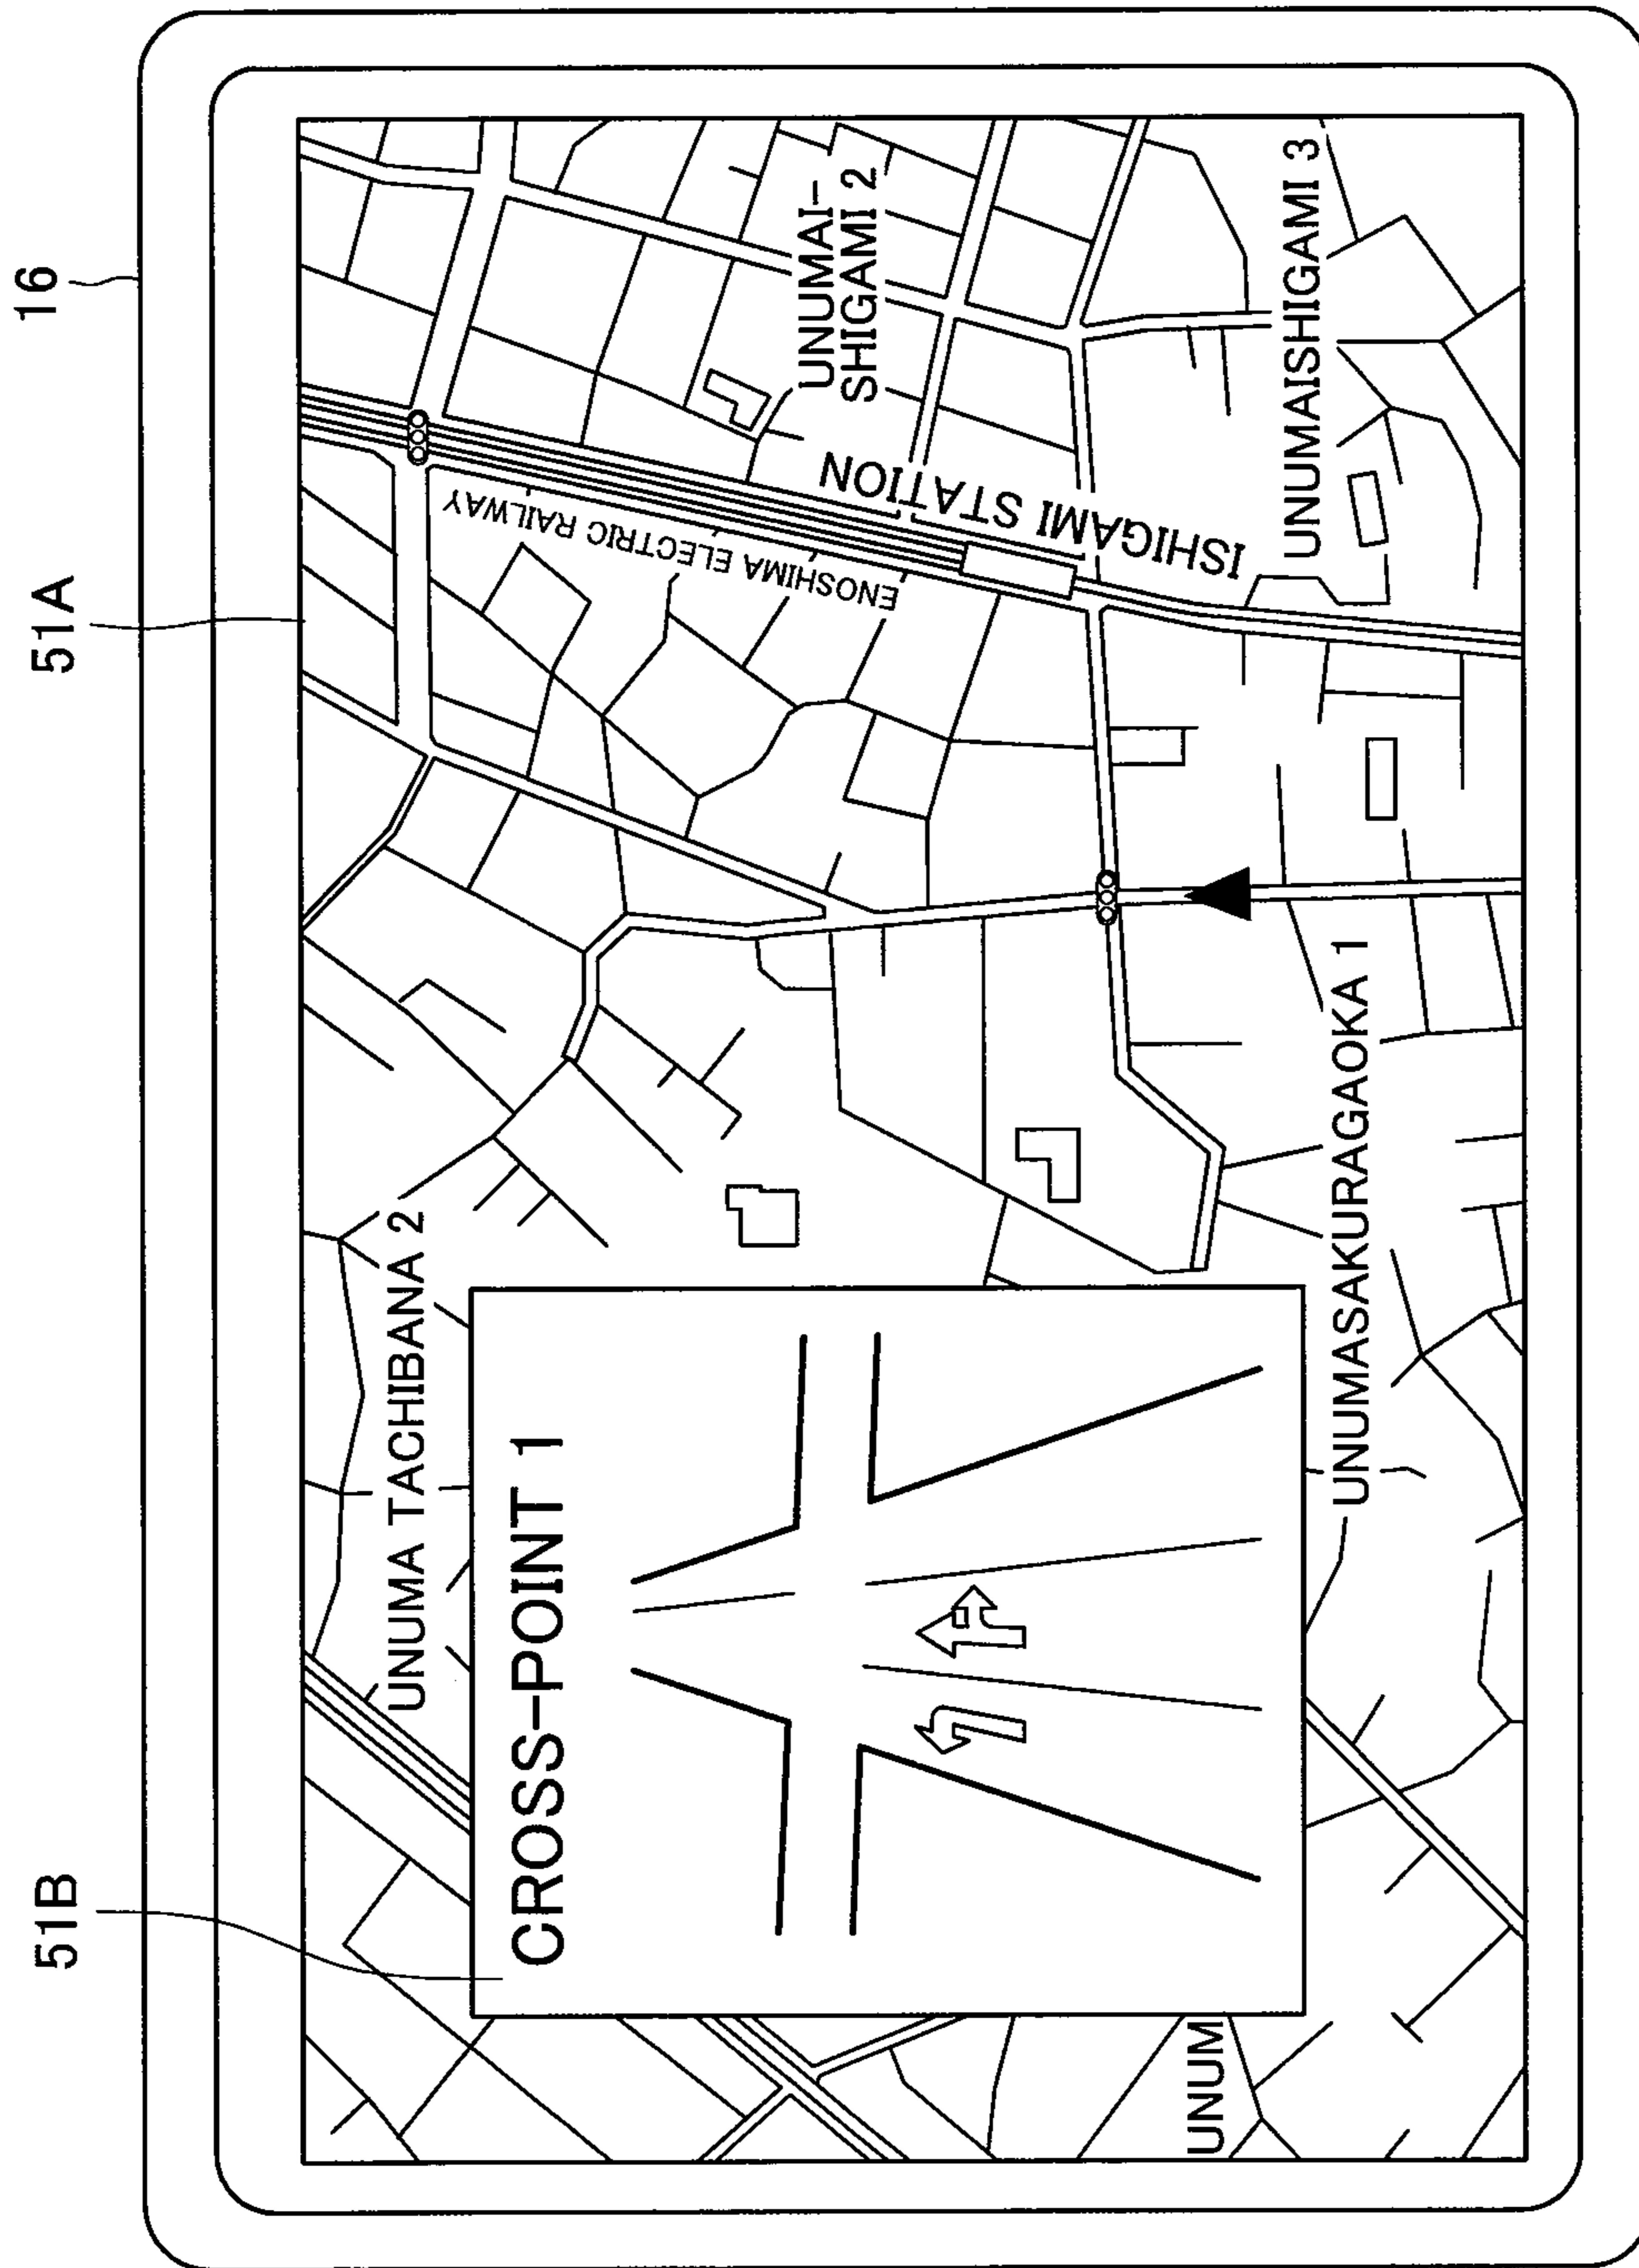 51B
51A
16
UNUMA TACHIBANA 2
CROSS-POINT 1
ENOSHIMA ELECTRIC RAILWAY
UNUMAI-
SHIGAMI 2
ISHIGAMI STATION
UNUM
UNUMASAKURAGAOKA 1
UNUMAISHIGAMI 3